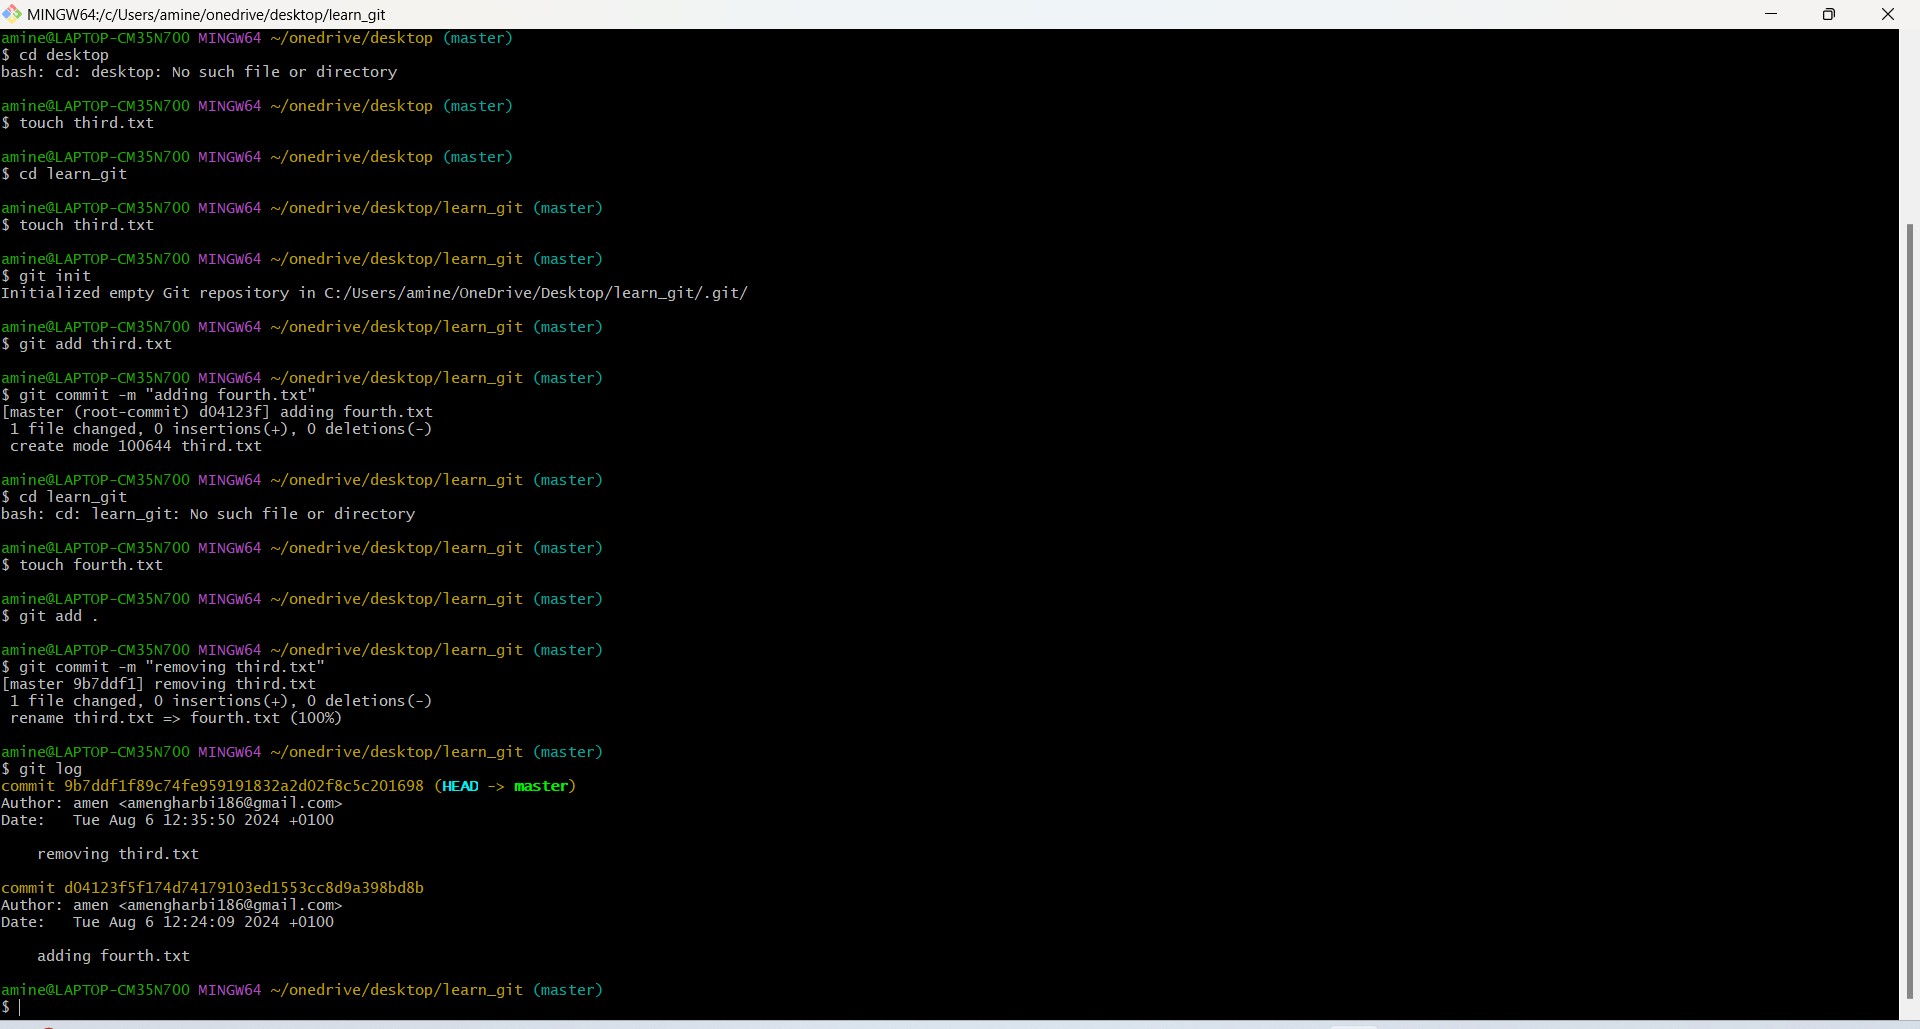 MINGW64:/c/Users/amine/onedrive/desktop/learn_git
amine@LAPTOP-CM35N700 MINGW64 ~/onedrive/desktop (master)
$ cd desktop
bash: cd: desktop: No such file or directory
amine@LAPTOP-CM35N700 MINGW64 ~/onedrive/desktop (master)
$ touch third.txt
amine@LAPTOP-CM35N700 MINGW64 ~/onedrive/desktop (master)
$ cd learn_git
amine@LAPTOP-CM35N700 MINGW64 ~/onedrive/desktop/learn_git (master)
$ touch third.txt
amine@LAPTOP-CM35N700 MINGW64 ~/onedrive/desktop/learn_git (master)
$ git init
Initialized empty Git repository in C:/Users/amine/OneDrive/Desktop/learn_git/.git/
amine@LAPTOP-CM35N700 MINGW64 ~/onedrive/desktop/learn_git (master)
$ git add third.txt
amine@LAPTOP-CM35N700 MINGW64 ~/onedrive/desktop/learn_git (master)
$ git commit -m "adding fourth.txt"
[master (root-commit) d04123f] adding fourth.txt
1 file changed, 0 insertions(+), 0 deletions(-)
create mode 100644 third.txt
amine@LAPTOP-CM35N700 MINGW64 ~/onedrive/desktop/learn_git (master)
$ cd learn_git
bash: cd: learn_git: No such file or directory
amine@LAPTOP-CM35N700 MINGW64 ~/onedrive/desktop/learn_git (master)
$ touch fourth.txt
amine@LAPTOP-CM35N700 MINGW64 ~/onedrive/desktop/learn_git (master)
$ git add .
amine@LAPTOP-CM35N700 MINGW64 ~/onedrive/desktop/learn_git (master)
$ git commit -m "removing third.txt"
[master 9b7ddf1] removing third.txt
1 file changed, 0 insertions(+), 0 deletions(-)
rename third.txt => fourth.txt (100%)
amine@LAPTOP-CM35N700 MINGW64 ~/onedrive/desktop/learn_git (master)
$ git log
commit 9b7ddf1f89c74fe959191832a2d02f8c5c201698 (HEAD -> master)
Author: amen <amengharbi186@gmail.com>
Date:   Tue Aug 6 12:35:50 2024 +0100
removing third.txt
commit d04123f5f174d74179103ed1553cc8d9a398bd8b
Author: amen <amengharbi186@gmail.com>
Date:   Tue Aug 6 12:24:09 2024 +0100
adding fourth.txt
amine@LAPTOP-CM35N700 MINGW64 ~/onedrive/desktop/learn_git (master)
$